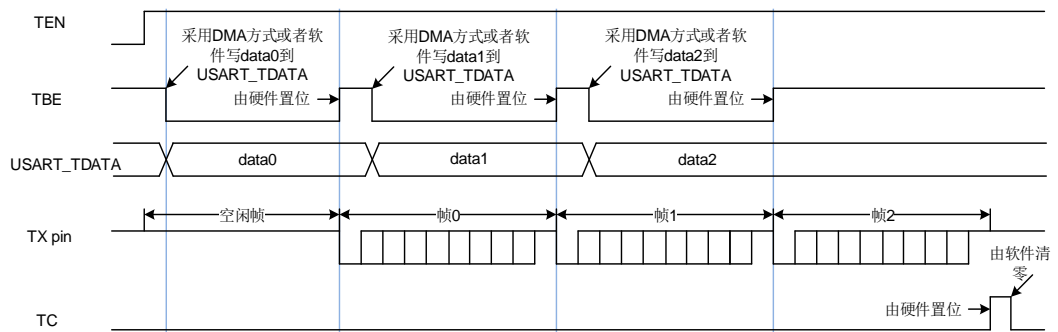 TEN
采用DMA方式或者软
件写data0到
USART_TDATA
采用DMA方式或者软
件写data1到
USART_TDATA
采用DMA方式或者软
件写data2到
USART_TDATA
TBE
由硬件置位
由硬件置位
由硬件置位
USART_TDATA
data0
data1
data2
空闲帧
帧0
帧1
帧2
TX pin
由软件清
零
由硬件置位
TC